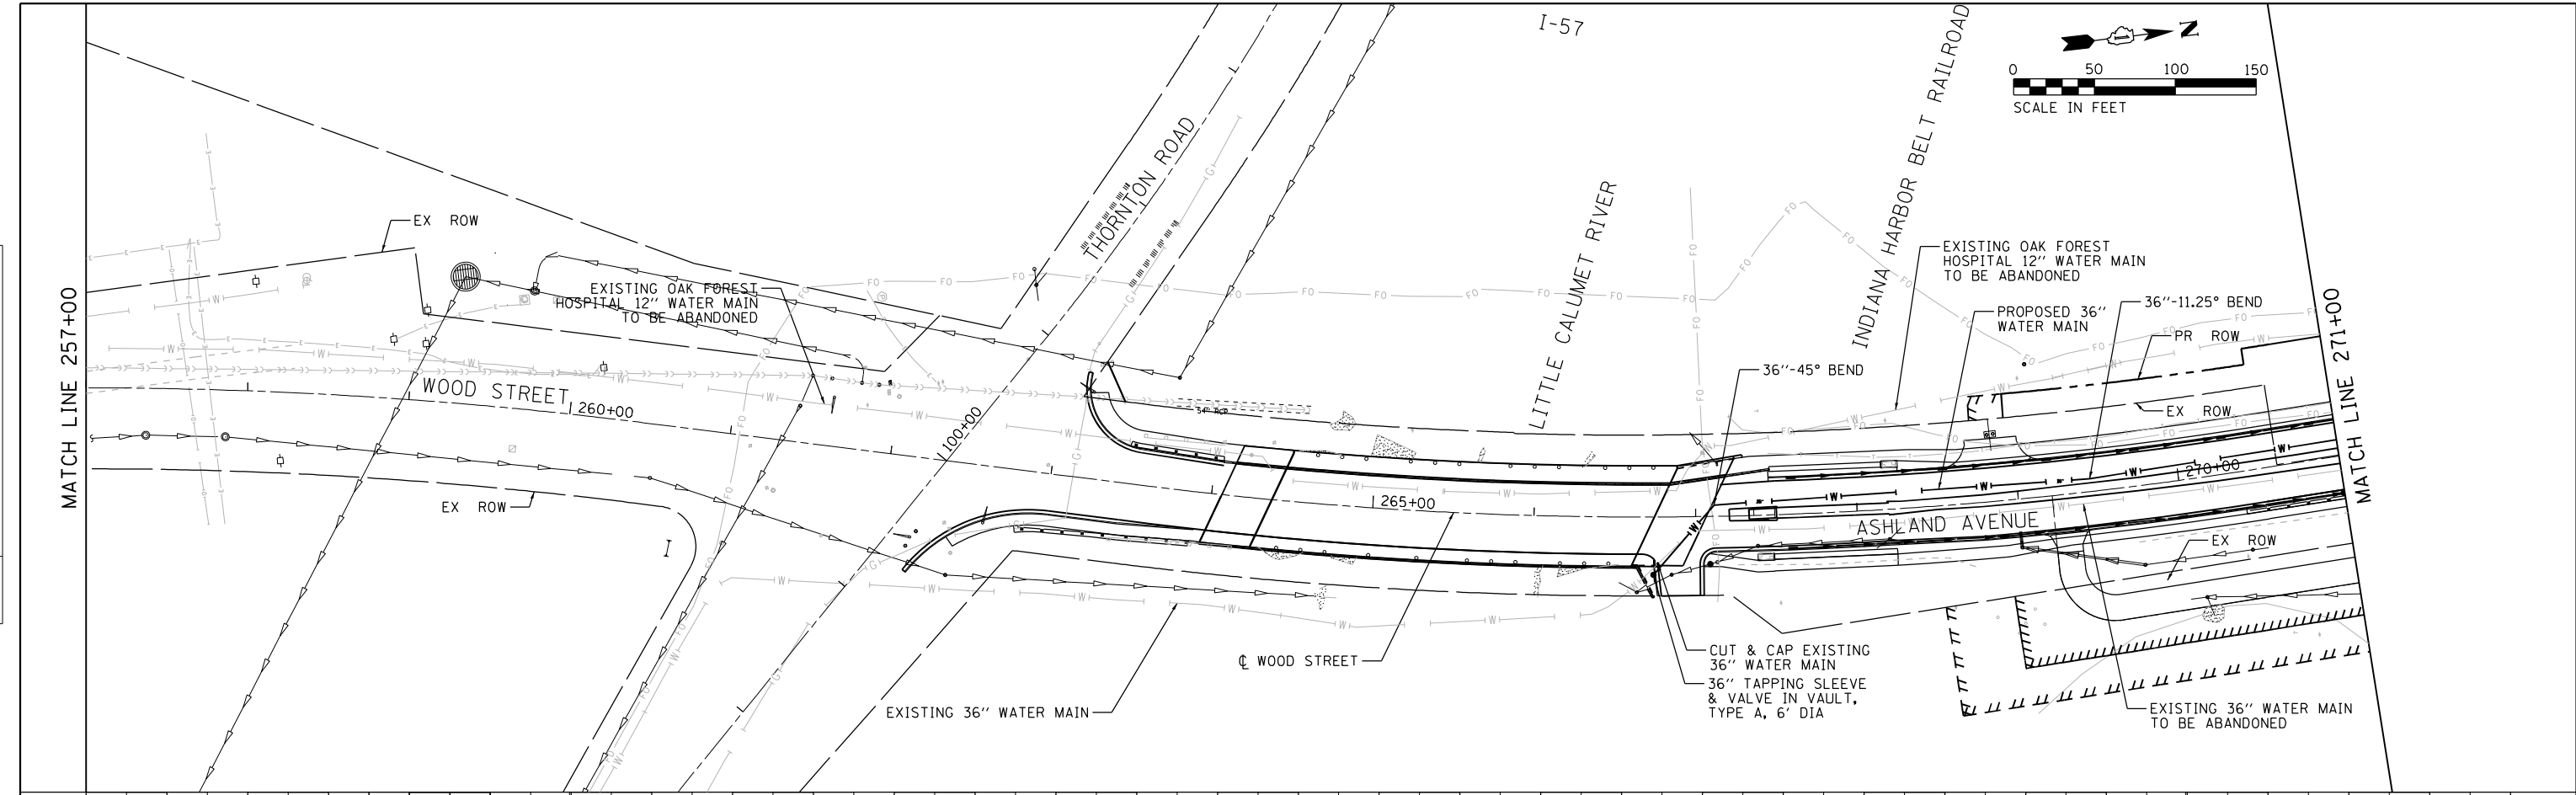 I-57
N
0 50 100 150
SCALE IN FEET
THORNTON ROAD
LITTLE CALUMET RIVER
INDIANA HARBOR BELT RAILROAD
EX ROW
EXISTING OAK FOREST
HOSPITAL 12" WATER MAIN
TO BE ABANDONED
EXISTING OAK FOREST
HOSPITAL 12" WATER MAIN
TO BE ABANDONED
PROPOSED 36"
WATER MAIN
36"-11.25° BEND
PR ROW
36"-45° BEND
EX ROW
MATCH LINE 257+00
MATCH LINE 271+00
WOOD STREET
260+00
100+00
54" RCP
265+00
270+00
ASHLAND AVENUE
EX ROW
EX ROW
℄ WOOD STREET
EXISTING 36" WATER MAIN
CUT & CAP EXISTING
36" WATER MAIN
36" TAPPING SLEEVE
& VALVE IN VAULT,
TYPE A, 6' DIA
EXISTING 36" WATER MAIN
TO BE ABANDONED